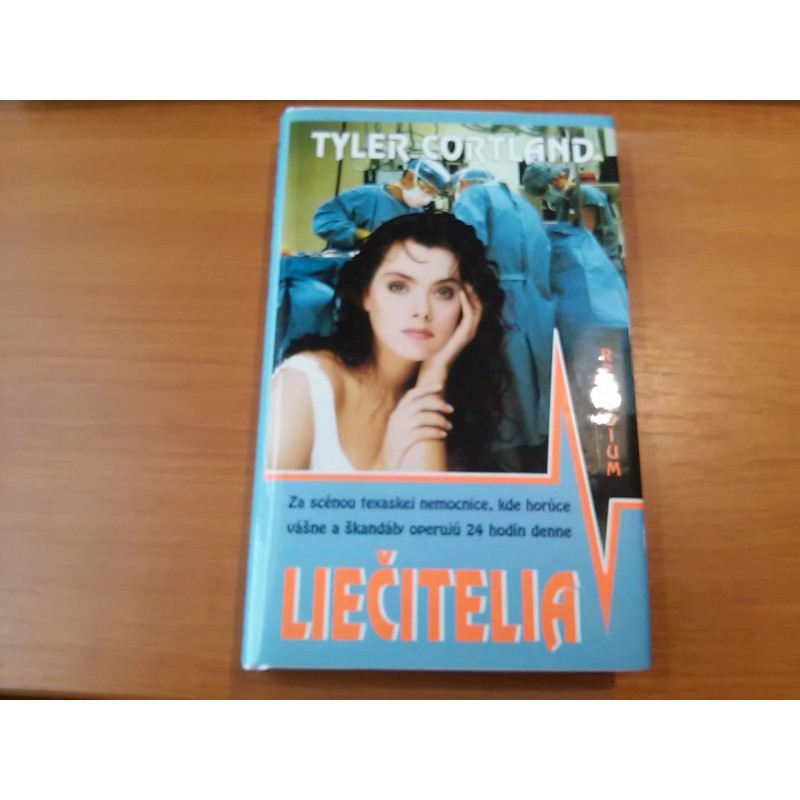 TYLER CORTLAND
Za scénou texaskej nemocnice, kde horúce
vášne a škandály operujú 24 hodín denne
LIEČITELIA